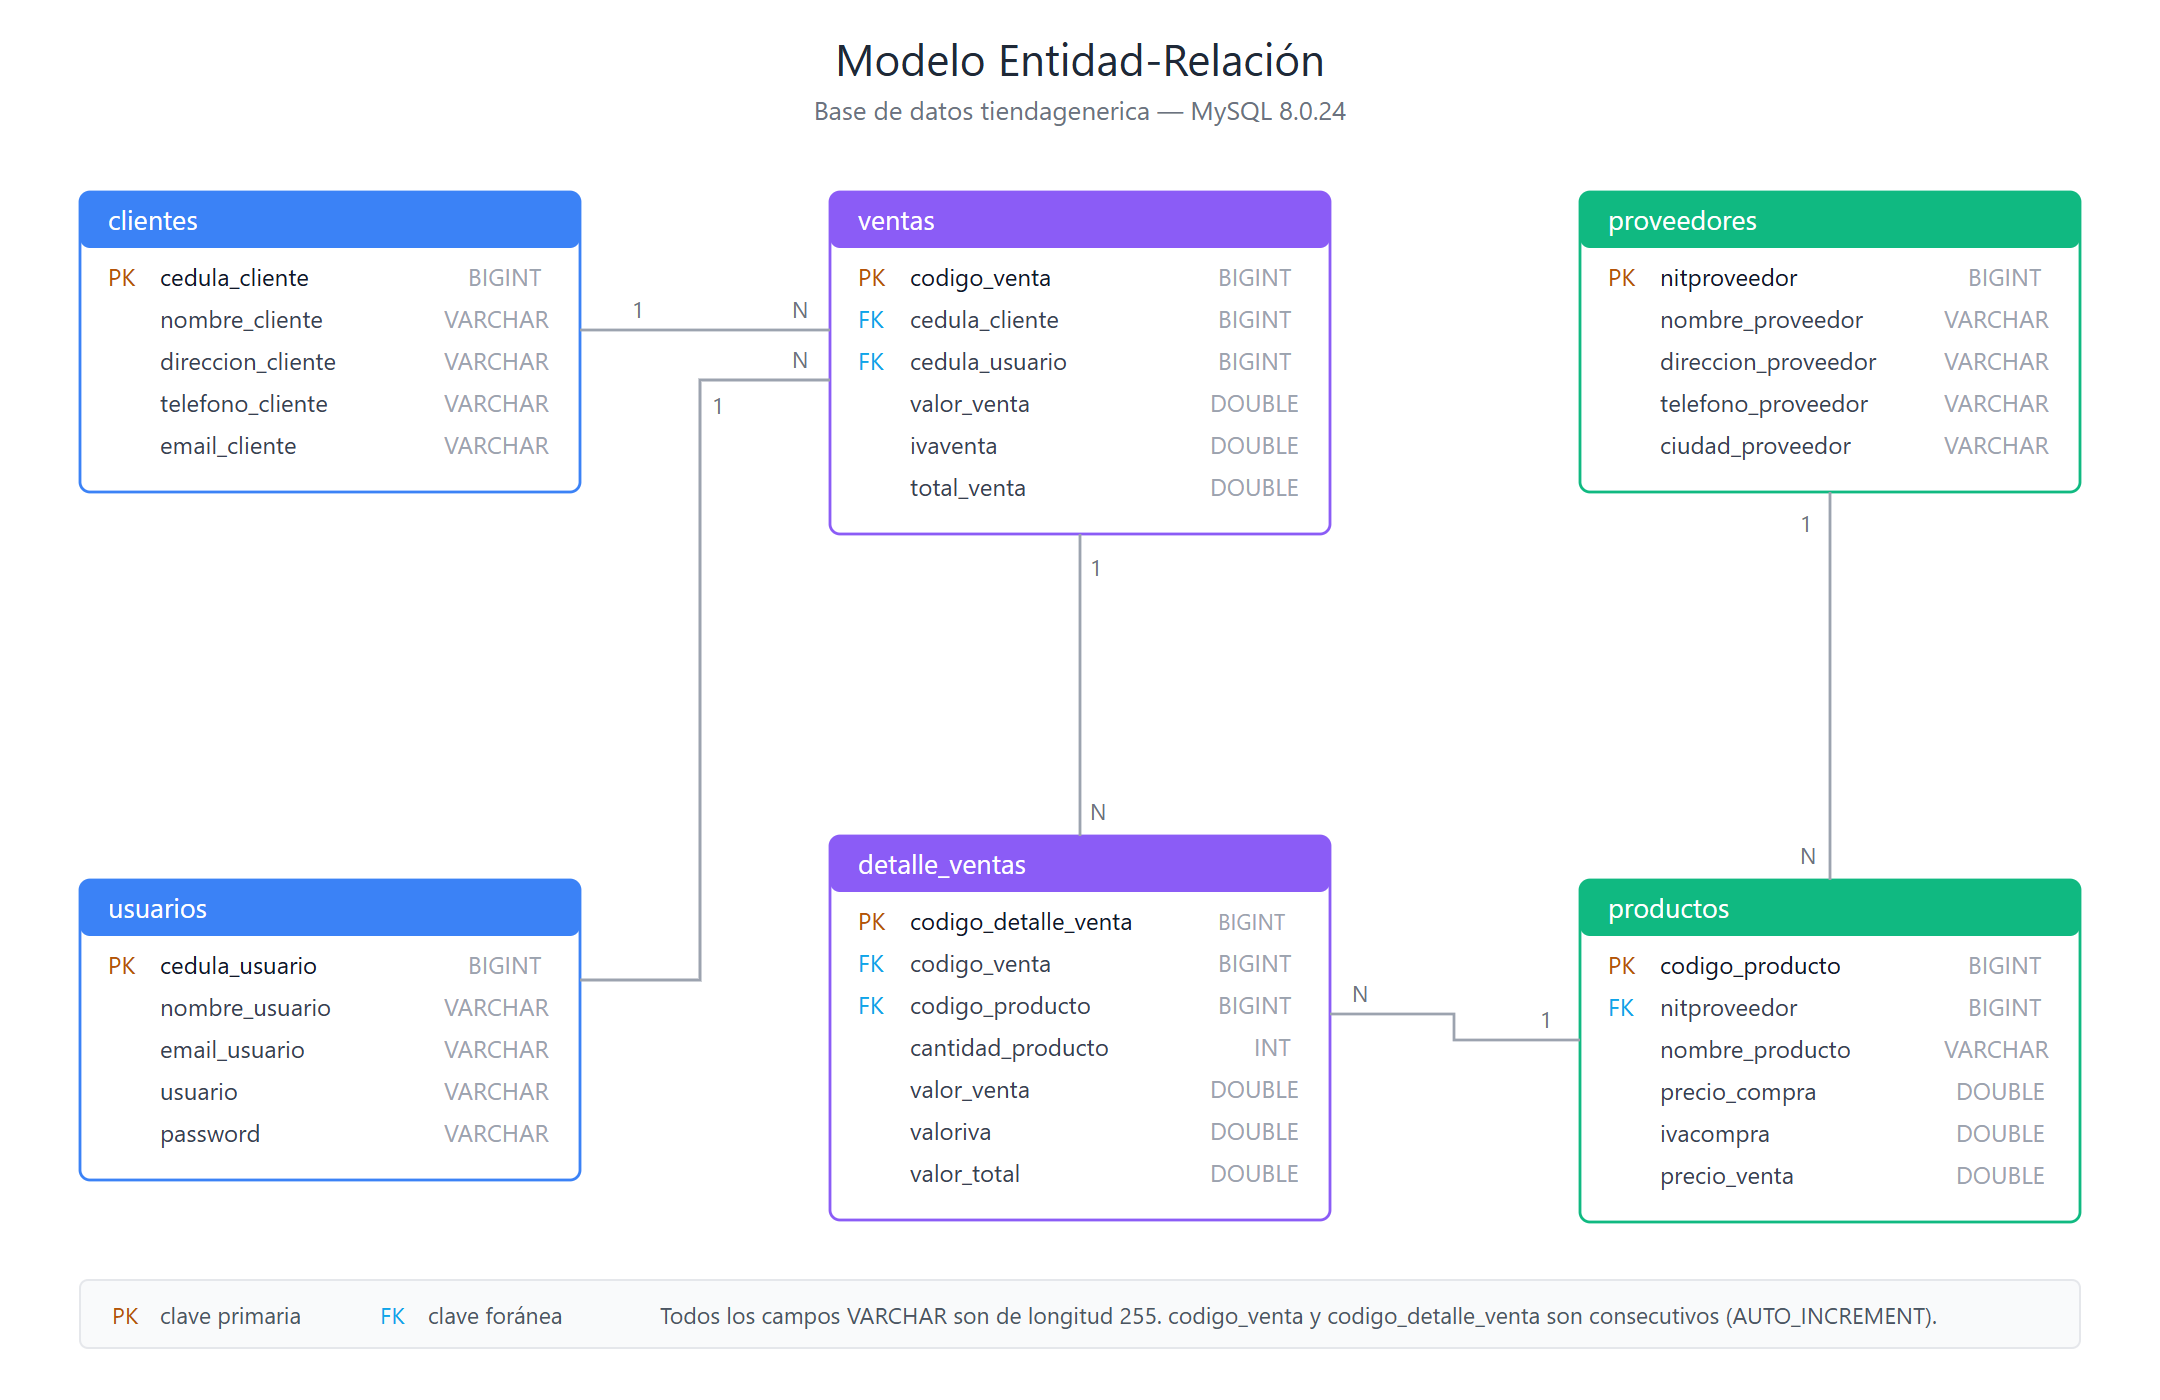 Modelo Entidad-Relación
Base de datos tiendagenerica — MySQL 8.0.24
clientes
PK cedula_cliente BIGINT
nombre_cliente VARCHAR
direccion_cliente VARCHAR
telefono_cliente VARCHAR
email_cliente VARCHAR
1 N
N
1
ventas
PK codigo_venta BIGINT
FK cedula_cliente BIGINT
FK cedula_usuario BIGINT
valor_venta DOUBLE
ivaventa DOUBLE
total_venta DOUBLE
1
N
proveedores
PK nitproveedor BIGINT
nombre_proveedor VARCHAR
direccion_proveedor VARCHAR
telefono_proveedor VARCHAR
ciudad_proveedor VARCHAR
1
N
usuarios
PK cedula_usuario BIGINT
nombre_usuario VARCHAR
email_usuario VARCHAR
usuario VARCHAR
password VARCHAR
detalle_ventas
PK codigo_detalle_venta BIGINT
FK codigo_venta BIGINT
FK codigo_producto BIGINT
cantidad_producto INT
valor_venta DOUBLE
valoriva DOUBLE
valor_total DOUBLE
N
1
productos
PK codigo_producto BIGINT
FK nitproveedor BIGINT
nombre_producto VARCHAR
precio_compra DOUBLE
ivacompra DOUBLE
precio_venta DOUBLE
PK clave primaria FK clave foránea Todos los campos VARCHAR son de longitud 255. codigo_venta y codigo_detalle_venta son consecutivos (AUTO_INCREMENT).